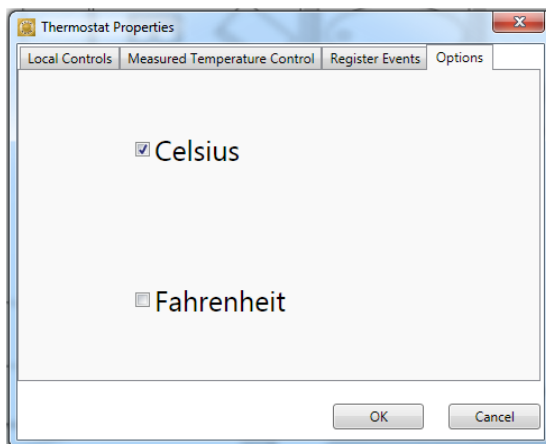 Thermostat Properties
Local Controls Measured Temperature Control Register Events Options
Celsius
Fahrenheit
OK Cancel